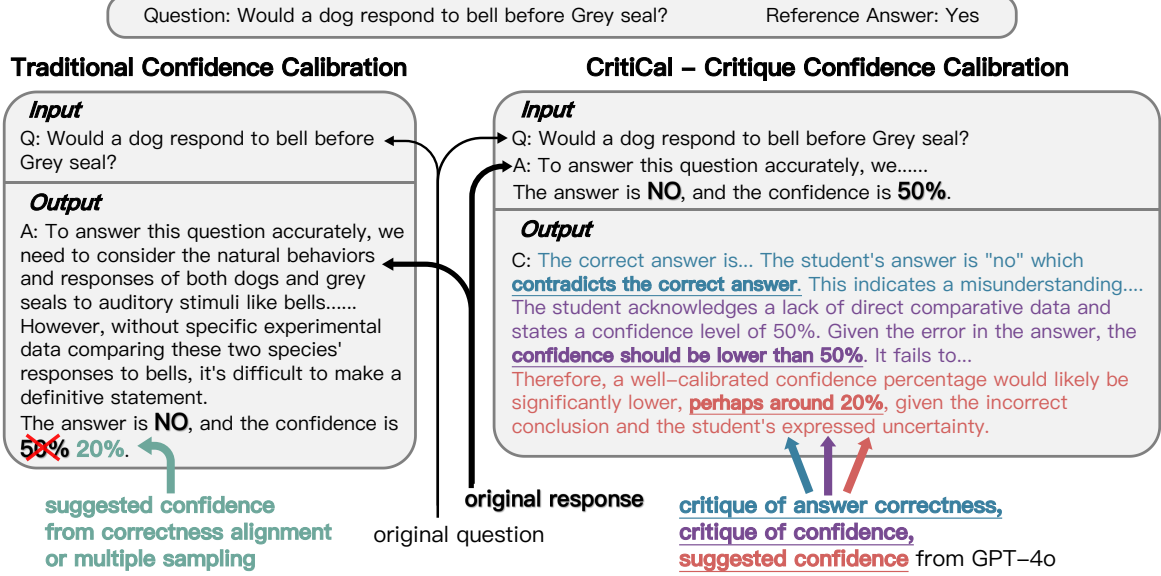 Question: Would a dog respond to bell before Grey seal? Reference Answer: Yes
Traditional Confidence Calibration
Input
Q: Would a dog respond to bell before
Grey seal?
Output
A: To answer this question accurately, we
need to consider the natural behaviors
and responses of both dogs and grey
seals to auditory stimuli like bells......
However, without specific experimental
data comparing these two species'
responses to bells, it's difficult to make a
definitive statement.
The answer is NO, and the confidence is
50% 20%.
suggested confidence
from correctness alignment
or multiple sampling
original question
original response
CritiCal – Critique Confidence Calibration
Input
Q: Would a dog respond to bell before Grey seal?
A: To answer this question accurately, we......
The answer is NO, and the confidence is 50%.
Output
C: The correct answer is... The student's answer is "no" which
contradicts the correct answer. This indicates a misunderstanding....
The student acknowledges a lack of direct comparative data and
states a confidence level of 50%. Given the error in the answer, the
confidence should be lower than 50%. It fails to...
Therefore, a well–calibrated confidence percentage would likely be
significantly lower, perhaps around 20%, given the incorrect
conclusion and the student's expressed uncertainty.
critique of answer correctness,
critique of confidence,
suggested confidence from GPT–4o